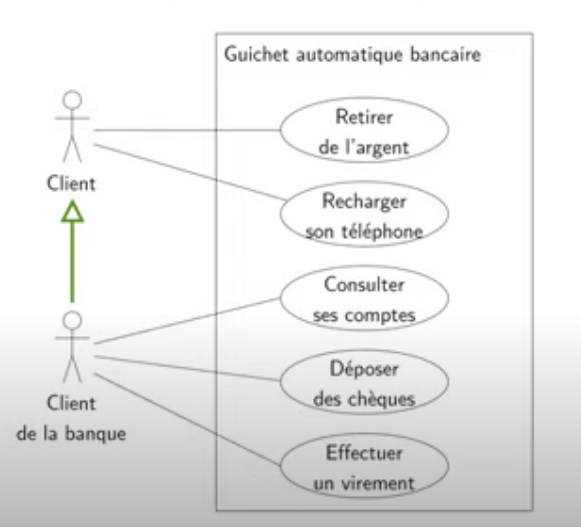 Guichet automatique bancaire
Retirer
de l'argent
Client
Recharger
son téléphone
Consulter
ses comptes
Déposer
des chèques
Client
de la banque
Effectuer
un virement